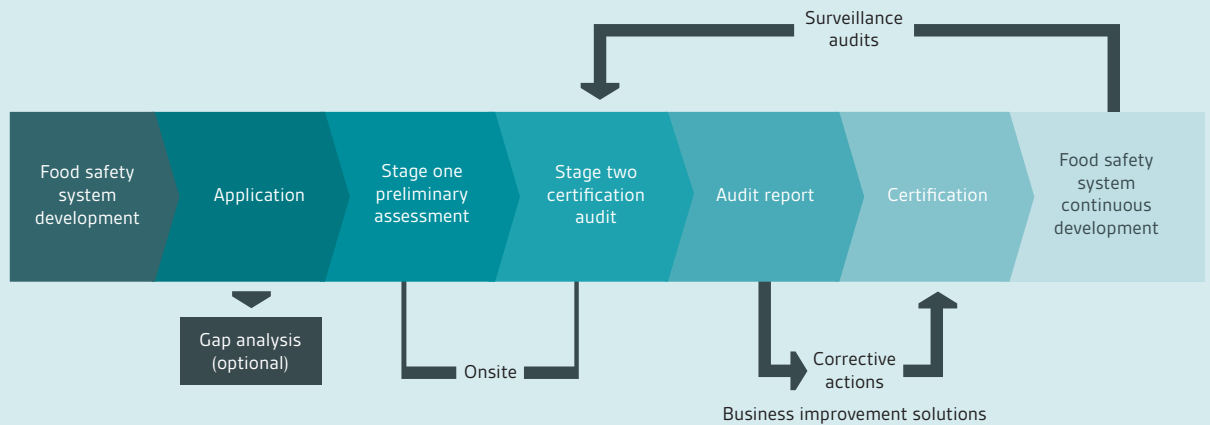 Surveillance
audits
Food safety
system
development
Application
Stage one
preliminary
assessment
Stage two
certification
audit
Audit report
Certification
Food safety
system
continuous
development
Gap analysis
(optional)
Onsite
Corrective
actions
Business improvement solutions